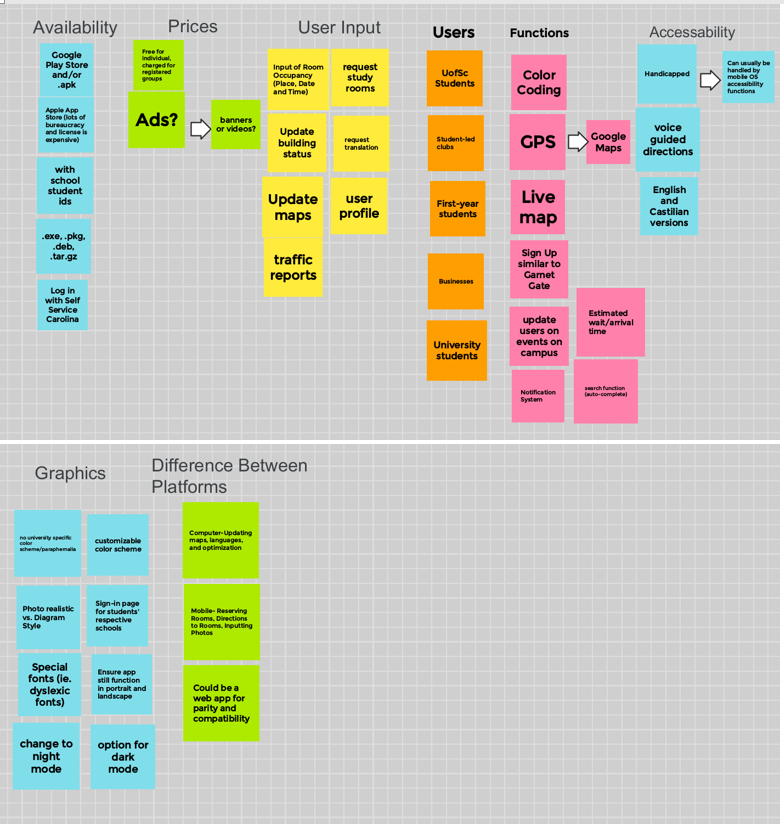 Availability
Google
Play Store
and/or
.apk
Apple App
Store (lots of
bureaucracy
and license is
expensive)
with
school
student
ids
.exe, .pkg,
.deb,
.tar.gz
Log in
with Self
Service
Carolina
Prices
Free for
individual,
charged for
registered
groups
Ads?
banners
or videos?
User Input
Input of Room
Occupancy
(Place, Date
and Time)
request
study
rooms
Update
building
status
request
translation
Update
maps
user
profile
traffic
reports
Users
UofSc
Students
Student-led
clubs
First-year
students
Businesses
University
students
Functions
Color
Coding
GPS
Google
Maps
Live
map
Sign Up
similar to
Garnet
Gate
update
users on
events on
campus
Estimated
wait/arrival
time
Notification
System
search function
(auto-complete)
Accessability
Handicapped
Can usually be
handled by
mobile OS
accessibility
functions
voice
guided
directions
English
and
Castilian
versions
Graphics
no university specific
color
scheme/paraphernalia
customizable
color scheme
Photo realistic
vs. Diagram
Style
Sign-in page
for students'
respective
schools
Special
fonts (ie.
dyslexic
fonts)
Ensure app
still function
in portrait and
landscape
change to
night
mode
option for
dark
mode
Difference Between
Platforms
Computer-Updating
maps, languages,
and optimization
Mobile- Reserving
Rooms, Directions
to Rooms, Inputting
Photos
Could be a
web app for
parity and
compatibility